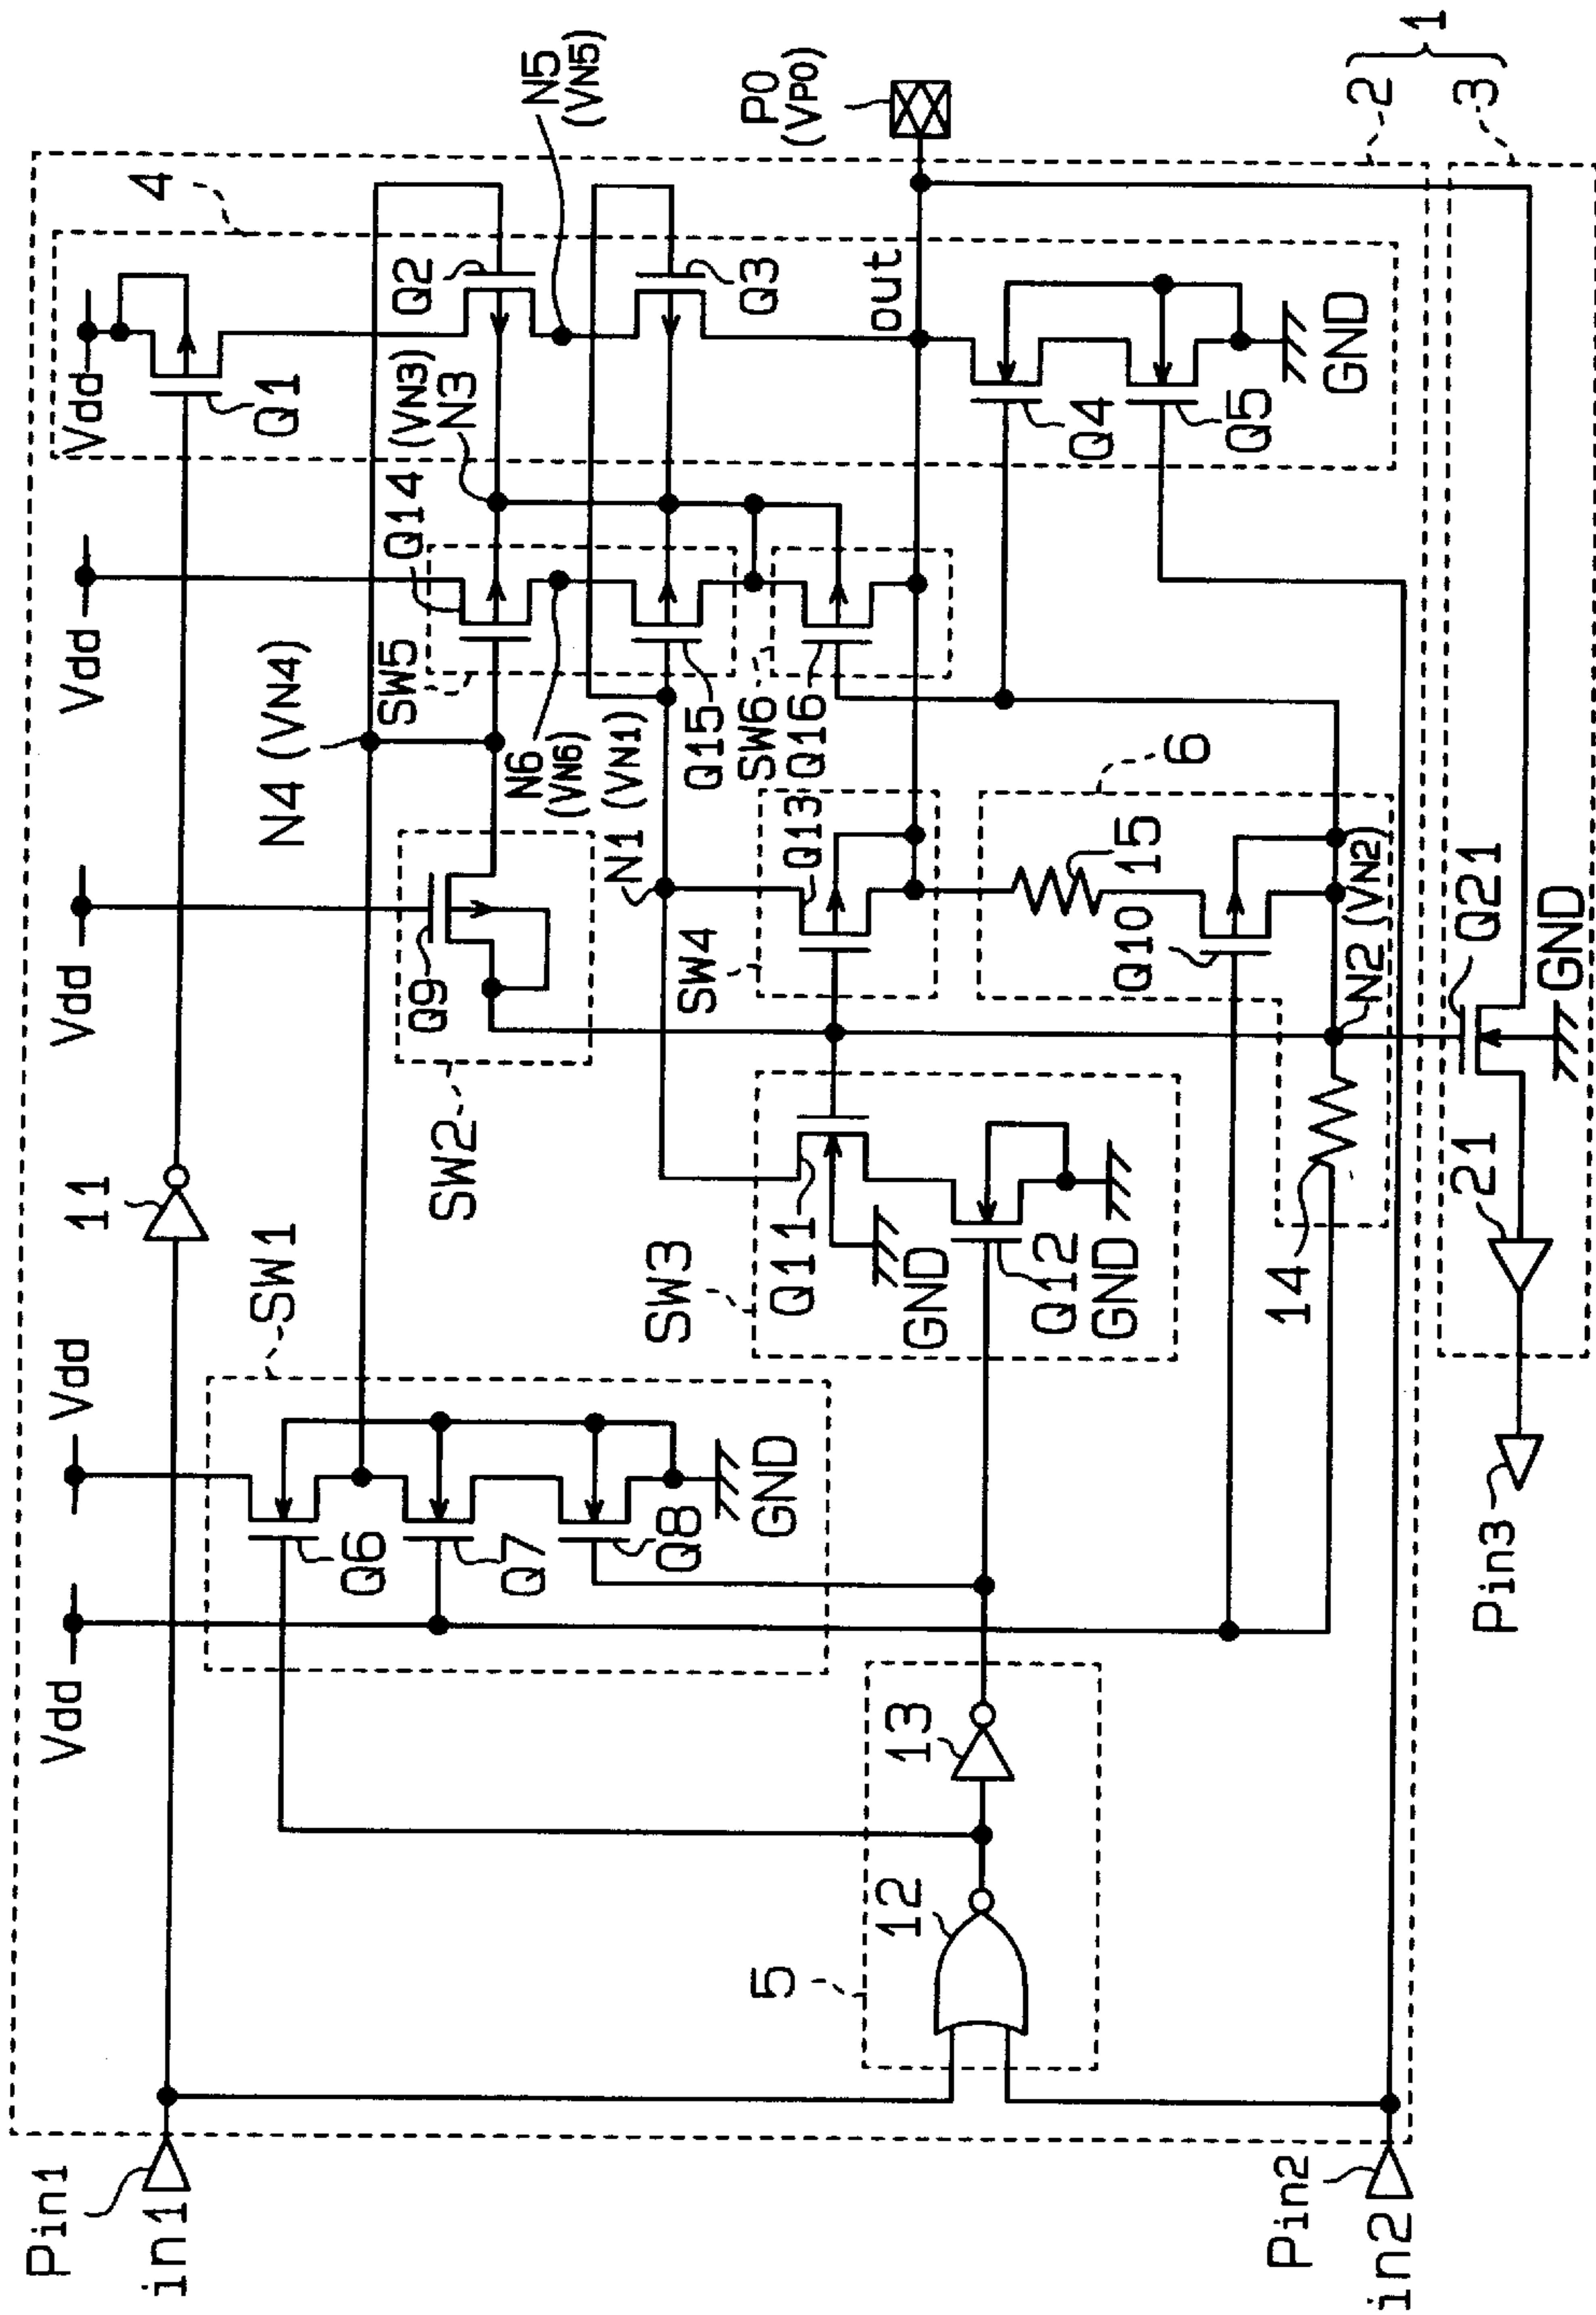 Vdd
Vdd
Vdd
Vdd
Vdd
4
N5
(VN5)
P0
(VP0)
1
2
3
Q1
Q2
(VN3)
N3
Q3
out
Q4
Q5
GND
Q14
SW5
N4 (VN4)
N6
(VN6)
Q15
SW6
Q16
N1 (VN1)
6
Q9
SW2
SW4
Q13
15
Q10
N2 (VN2)
Q21
GND
11
SW1
SW3
Q11
GND
Q12
GND
14
21
Q6
Q7
Q8
GND
Pin3
5
12
13
Pin1
in1
Pin2
in2